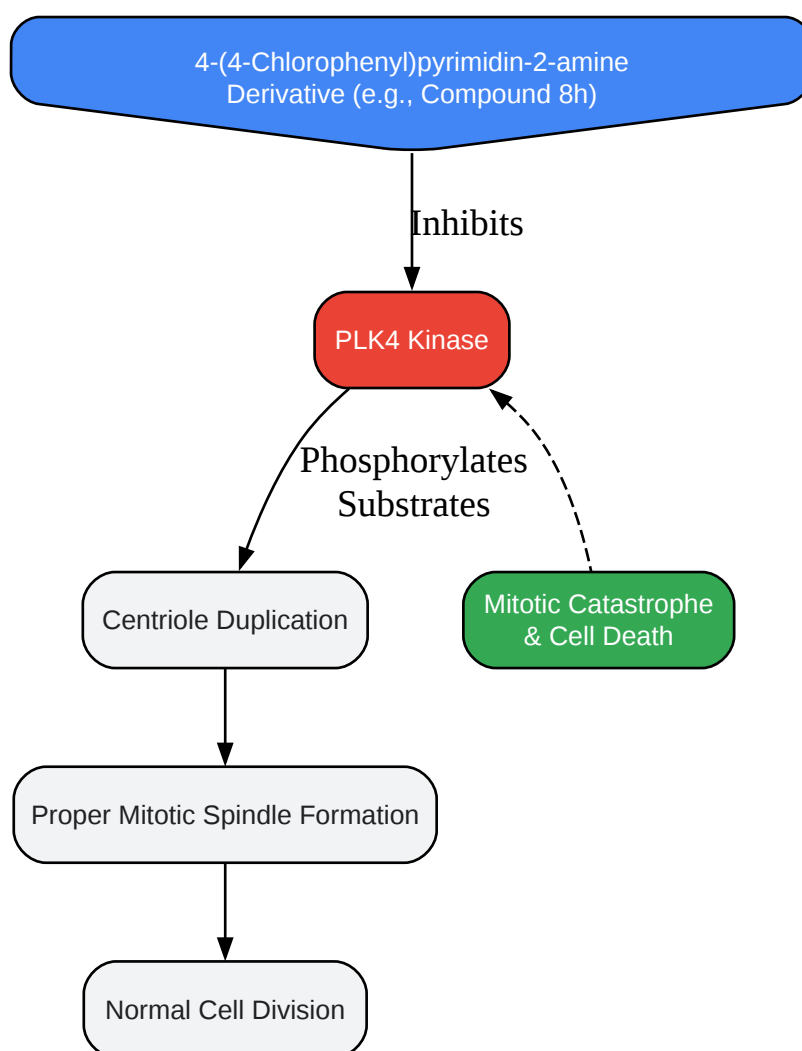 4-(4-Chlorophenyl)pyrimidin-2-amine
Derivative (e.g., Compound 8h)
Inhibits
PLK4 Kinase
Phosphorylates
Substrates
Centriole Duplication
Mitotic Catastrophe
& Cell Death
Proper Mitotic Spindle Formation
Normal Cell Division